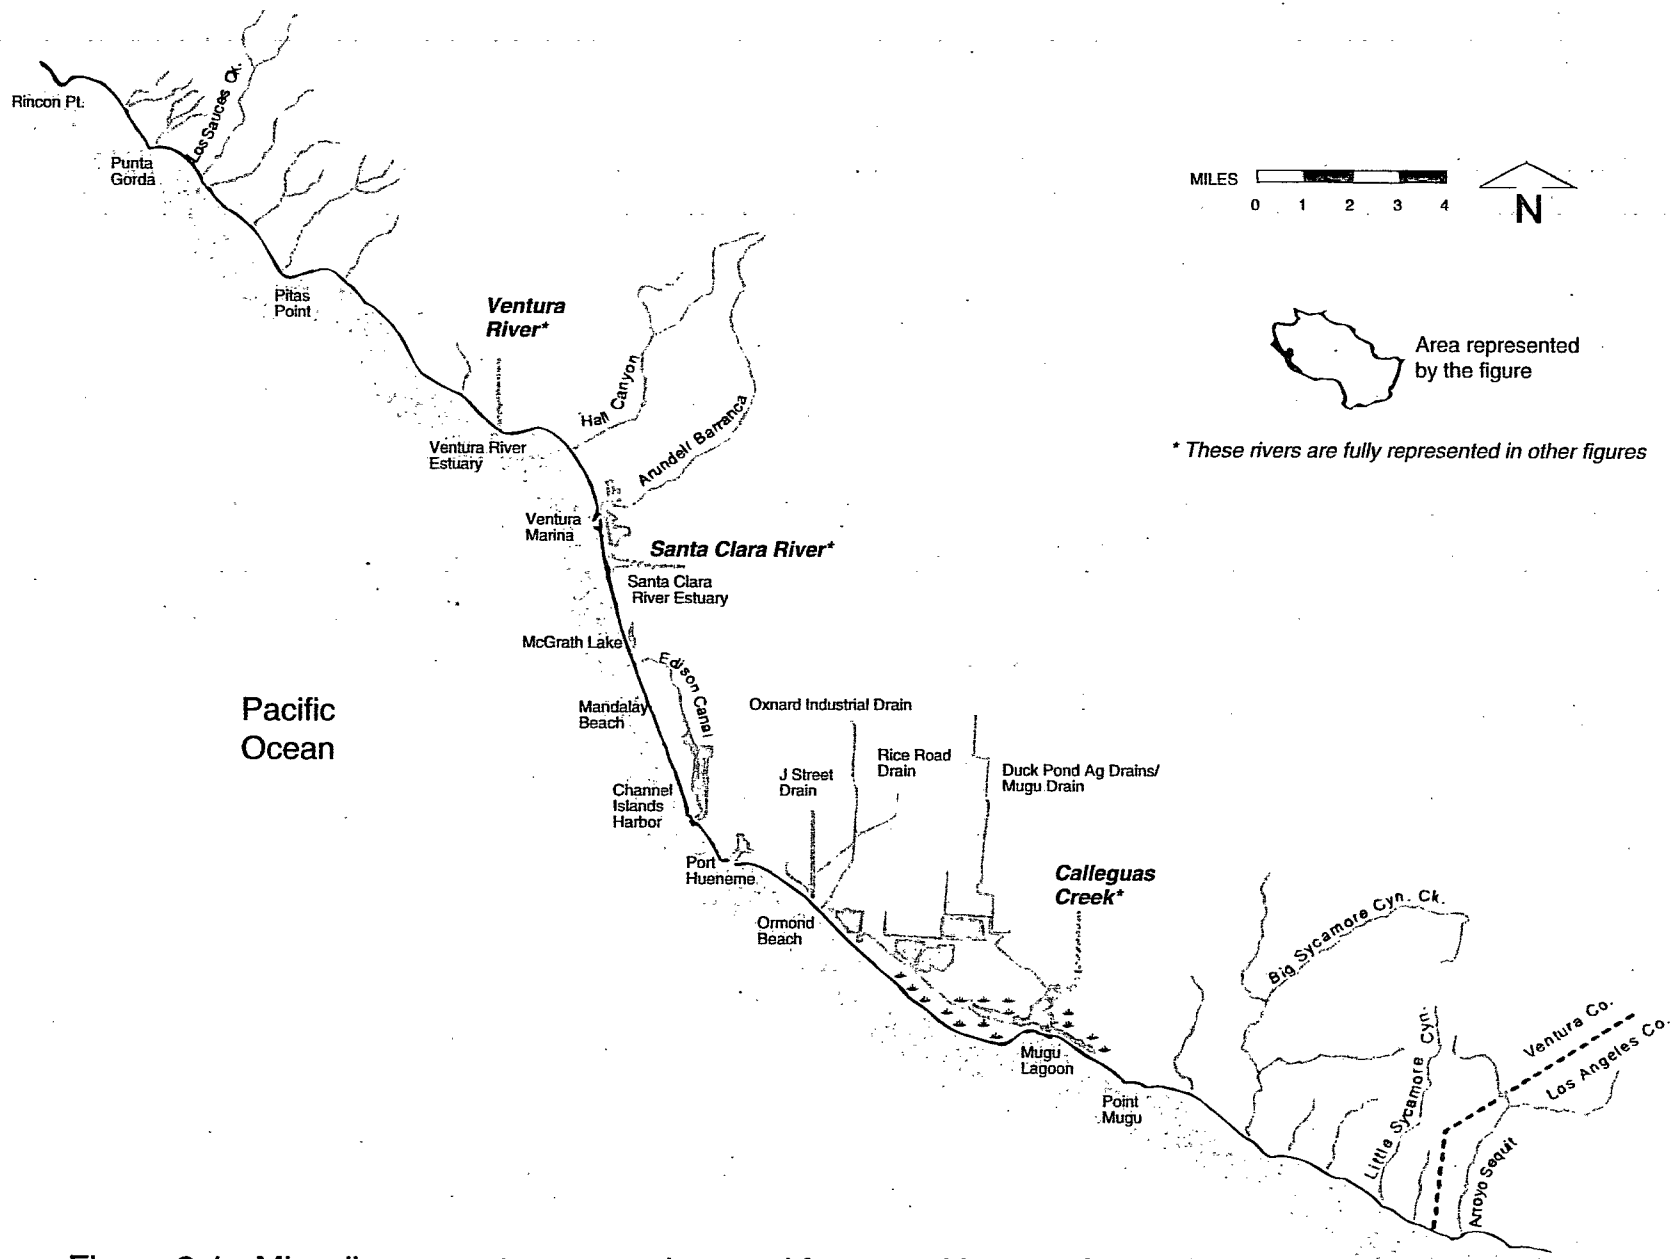 Los Sauces Ck.
Rincon Pt.
Punta
Gorda
MILES
0 1 2 3 4
N
Pitas
Point
Ventura
River*
Area represented
by the figure
Hall Canyon
Arundell Barranca
Ventura River
Estuary
* These rivers are fully represented in other figures
Ventura
Marina
Santa Clara River*
Santa Clara
River Estuary
McGrath Lake
Edison Canal
Pacific
Ocean
Mandalay
Beach
Oxnard Industrial Drain
Rice Road
Drain
J Street
Drain
Duck Pond Ag Drains/
Mugu Drain
Channel
Islands
Harbor
Port
Hueneme
Calleguas
Creek*
Ormond
Beach
Big Sycamore Cyn. Ck.
Mugu
Lagoon
Point
Mugu
Little Sycamore Cyn.
Ventura Co.
Los Angeles Co.
Arroyo Sequit